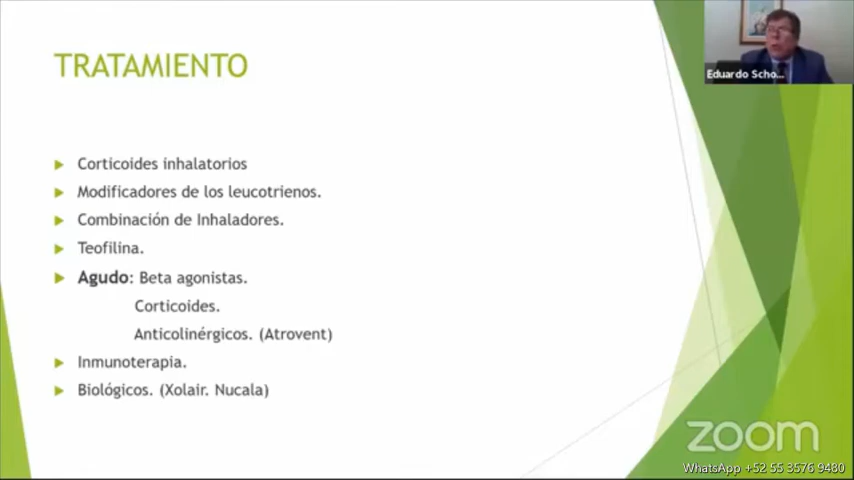 TRATAMIENTO
Eduardo Scho...
Corticoides inhalatorios
Modificadores de los leucotrienos.
Combinación de Inhaladores.
Teofilina.
Agudo: Beta agonistas.
Corticoides.
Anticolinérgicos. (Atrovent)
Inmunoterapia.
Biológicos. (Xolair. Nucala)
zoom
WhatsApp +52 55 3576 9480